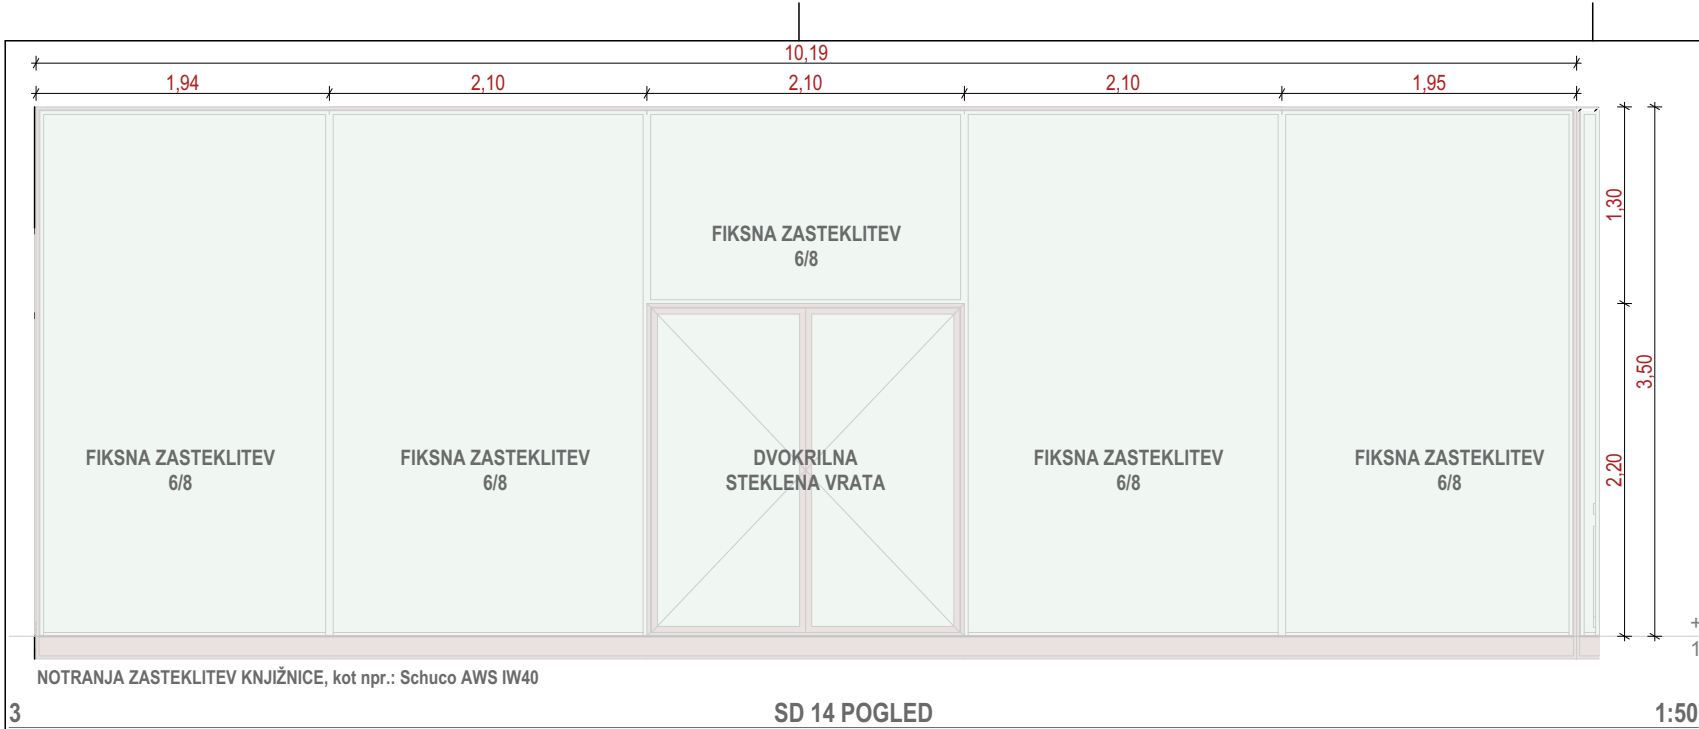 10,19
1,94 2,10 2,10 2,10 1,95
1,30
3,50
2,20
FIKSNA ZASTEKLITEV
6/8
FIKSNA ZASTEKLITEV
6/8
FIKSNA ZASTEKLITEV
6/8
DVOKRILNA
STEKLENA VRATA
FIKSNA ZASTEKLITEV
6/8
FIKSNA ZASTEKLITEV
6/8
+
1
NOTRANJA ZASTEKLITEV KNJIŽNICE, kot npr.: Schuco AWS IW40
3 SD 14 POGLED 1:50